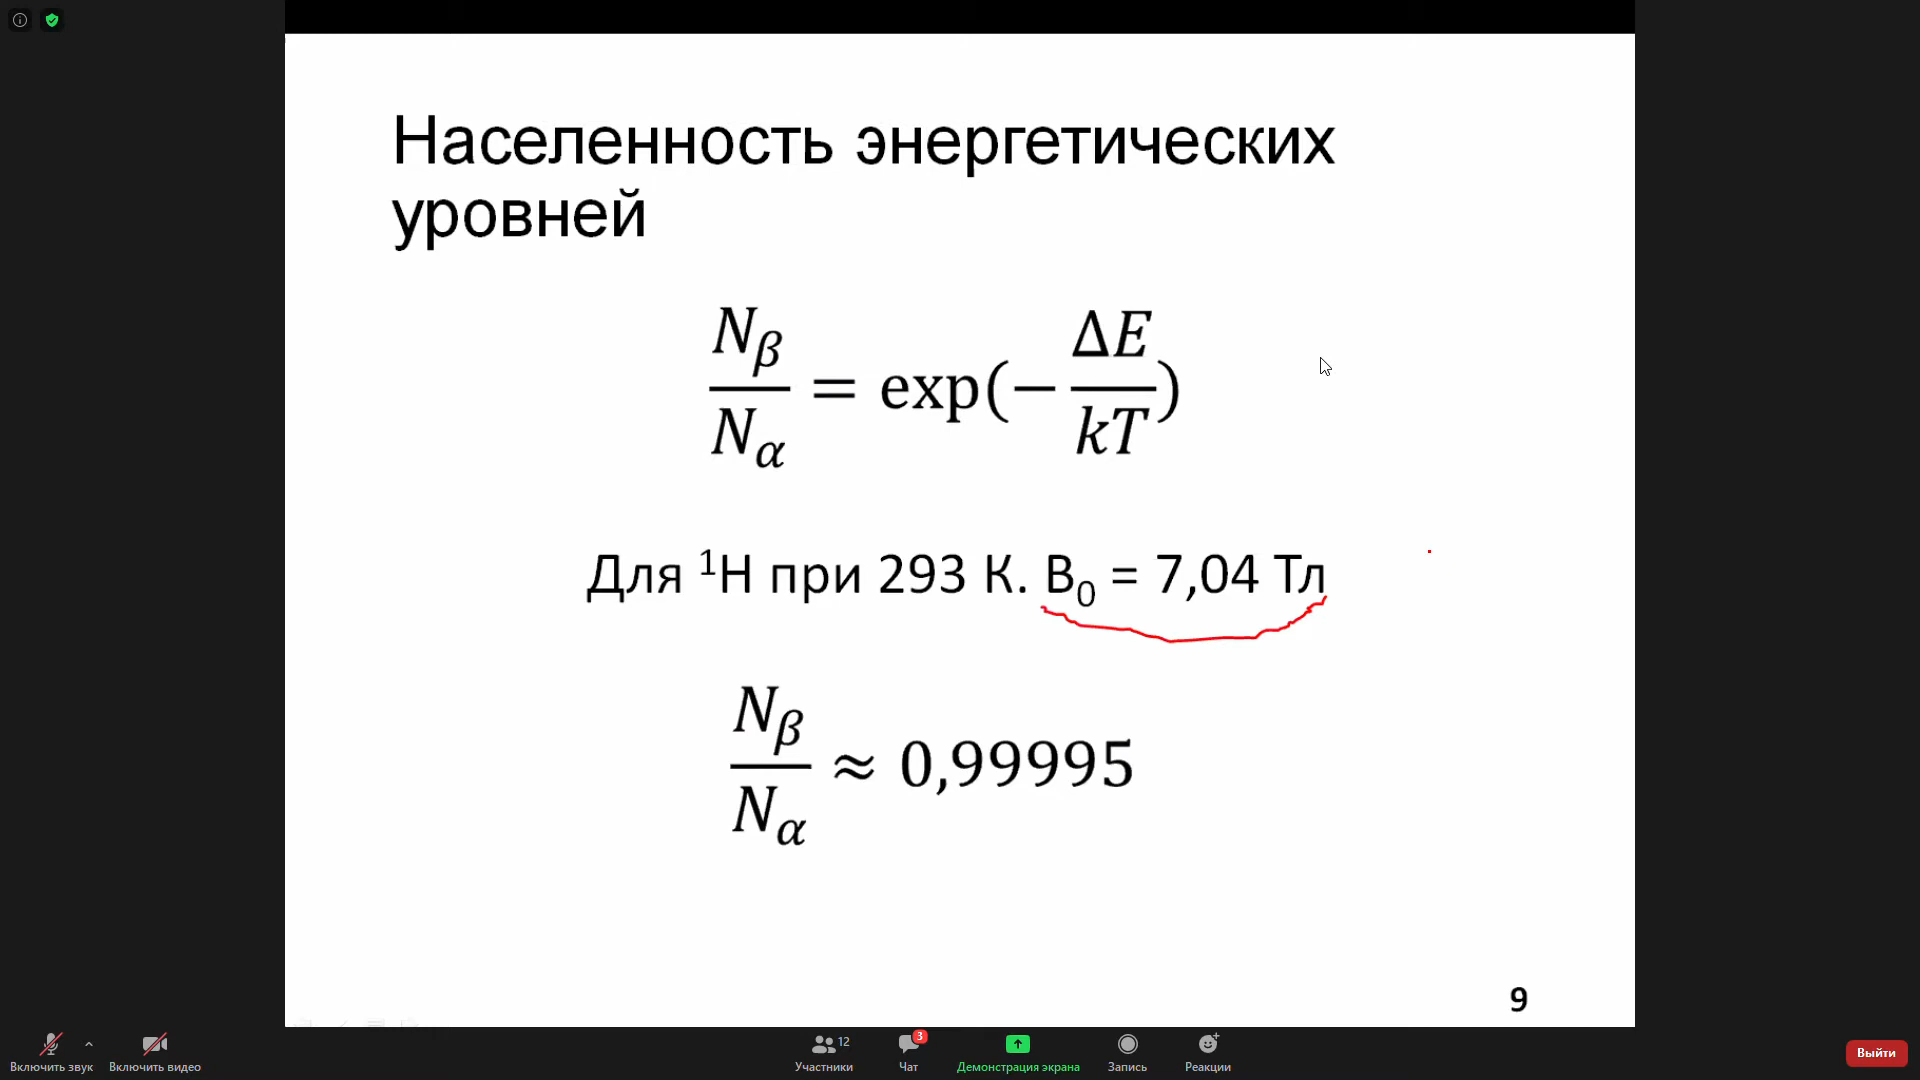 Населенность энергетических
уровней
Nβ/Nα = exp(−ΔE/kT)
Для ¹H при 293 К. B₀ = 7,04 Тл
Nβ/Nα ≈ 0,99995
9
Включить звук
Включить видео
12
Участники
3
Чат
Демонстрация экрана
Запись
Реакции
Выйти